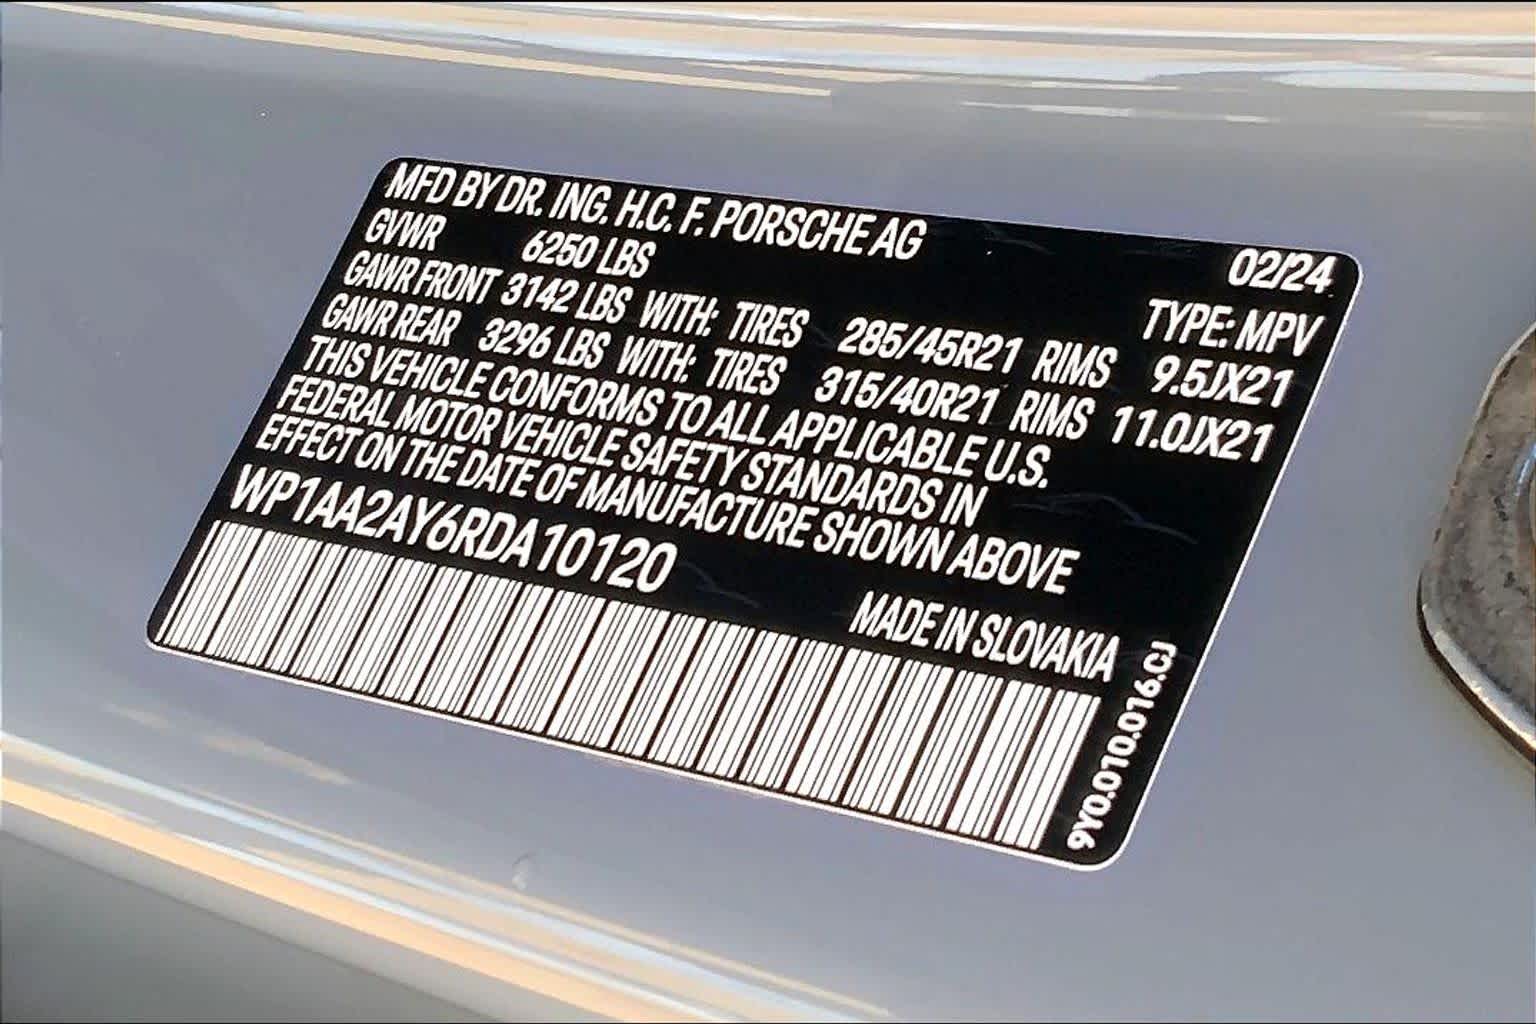 MFD BY DR. ING. H.C. F. PORSCHE AG 02/24
GVWR 6250 LBS TYPE: MPV
GAWR FRONT 3142 LBS WITH: TIRES 285/45R21 RIMS 9.5JX21
GAWR REAR 3296 LBS WITH: TIRES 315/40R21 RIMS 11.0JX21
THIS VEHICLE CONFORMS TO ALL APPLICABLE U.S.
FEDERAL MOTOR VEHICLE SAFETY STANDARDS IN
EFFECT ON THE DATE OF MANUFACTURE SHOWN ABOVE
WP1AA2AY6RDA10120
MADE IN SLOVAKIA
9Y0.010.016.CJ